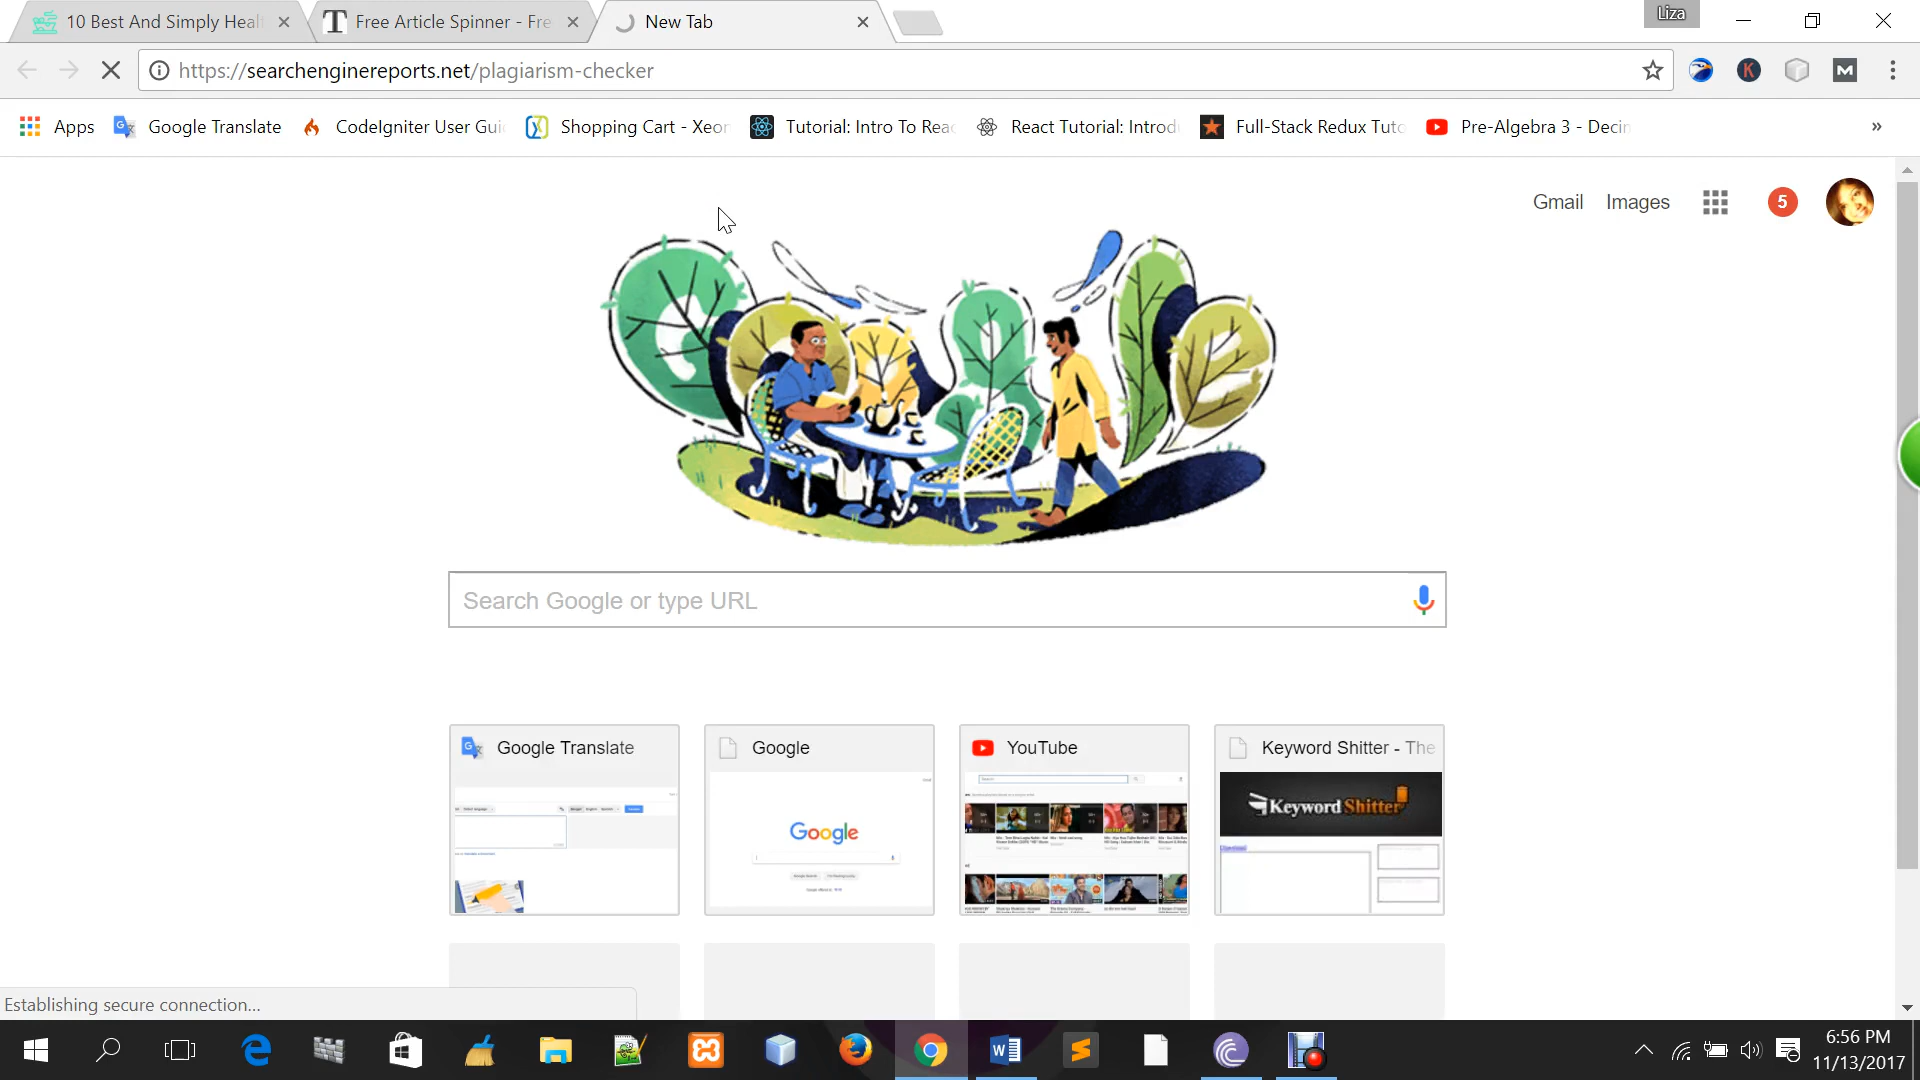 10 Best And Simply Heal
Free Article Spinner - Fre
New Tab
Liza
https://searchenginereports.net/plagiarism-checker
Apps
Google Translate
CodeIgniter User Gui
Shopping Cart - Xeor
Tutorial: Intro To Reac
React Tutorial: Introd
Full-Stack Redux Tuto
Pre-Algebra 3 - Decin
»
Gmail
Images
5
Search Google or type URL
Google Translate
Google
YouTube
Keyword Shitter - The
Google
Keyword Shitter
Establishing secure connection...
6:56 PM
11/13/2017